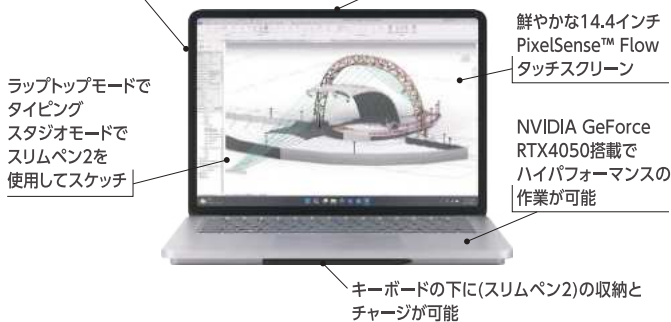 鮮やかな14.4インチ
PixelSense™ Flow
タッチスクリーン
ラップトップモードで
タイピング
スタジオモードで
スリムペン2を
使用してスケッチ
NVIDIA GeForce
RTX4050搭載で
ハイパフォーマンスの
作業が可能
キーボードの下に(スリムペン2)の収納と
チャージが可能